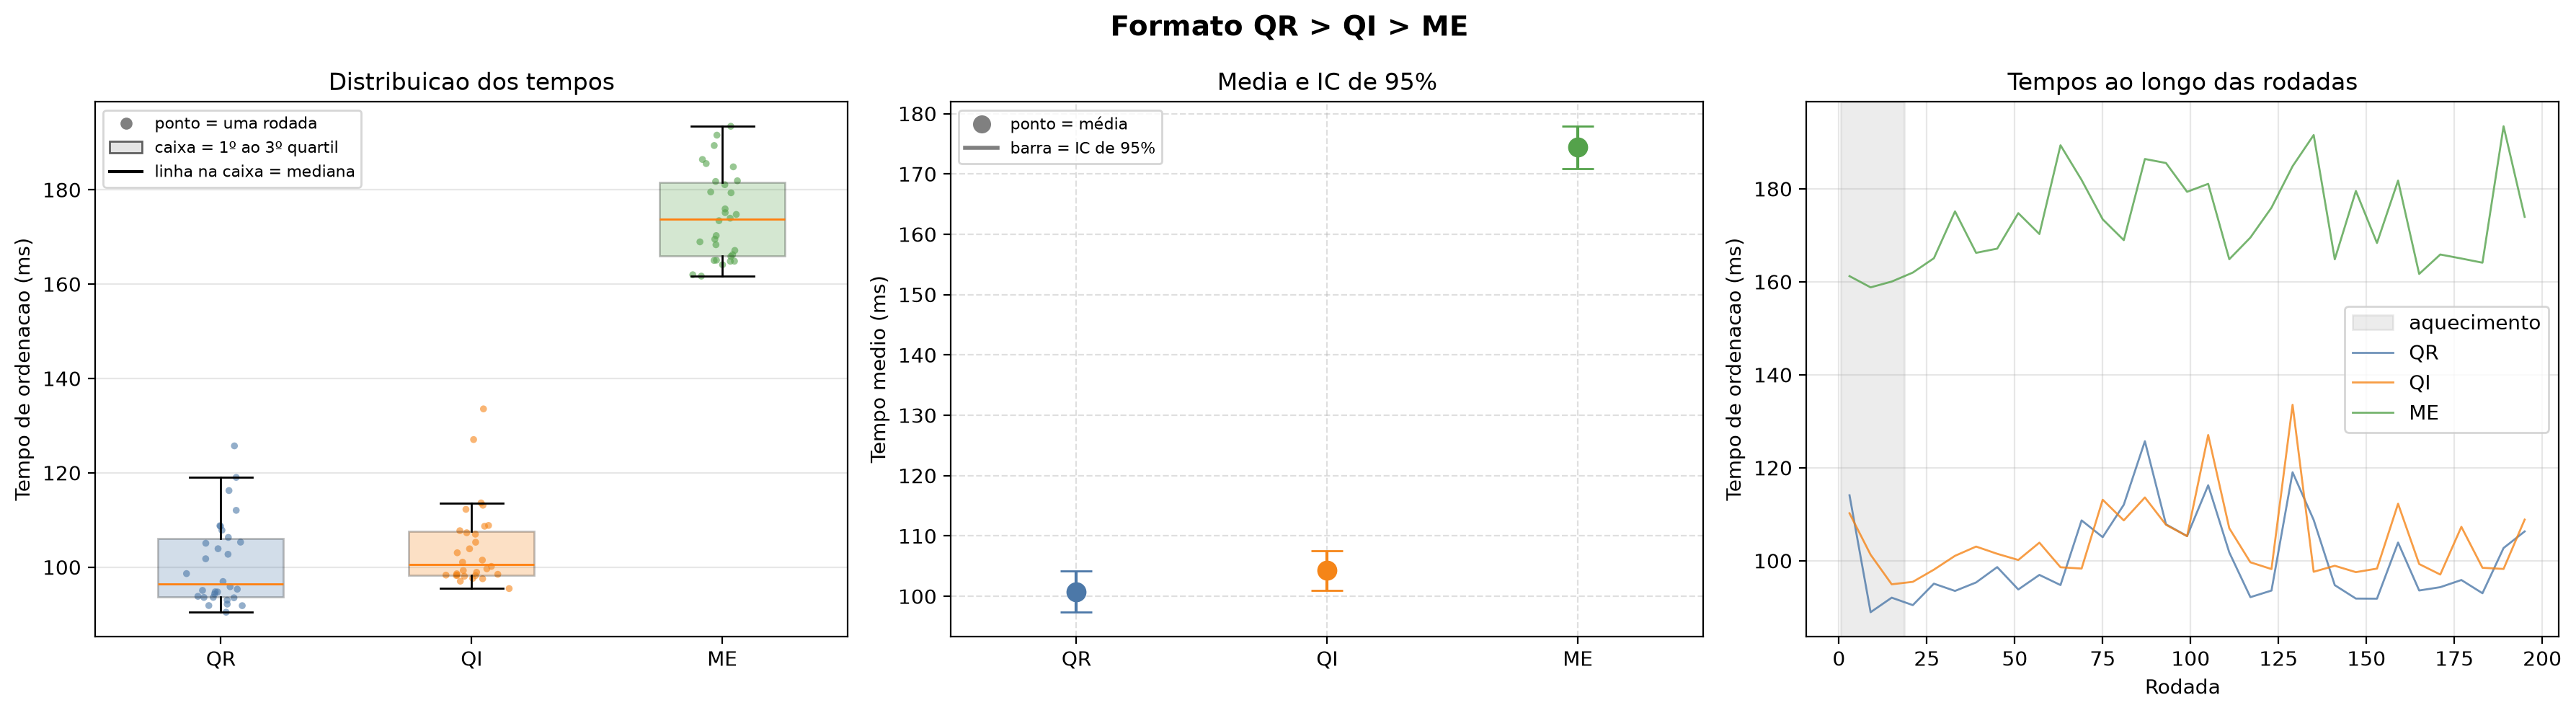 Formato QR > QI > ME
Distribuicao dos tempos
Tempo de ordenacao (ms)
180
160
140
120
100
ponto = uma rodada
caixa = 1º ao 3º quartil
linha na caixa = mediana
QR
QI
ME
Media e IC de 95%
Tempo medio (ms)
180
170
160
150
140
130
120
110
100
ponto = média
barra = IC de 95%
QR
QI
ME
Tempos ao longo das rodadas
Tempo de ordenacao (ms)
180
160
140
120
100
aquecimento
QR
QI
ME
0
25
50
75
100
125
150
175
200
Rodada